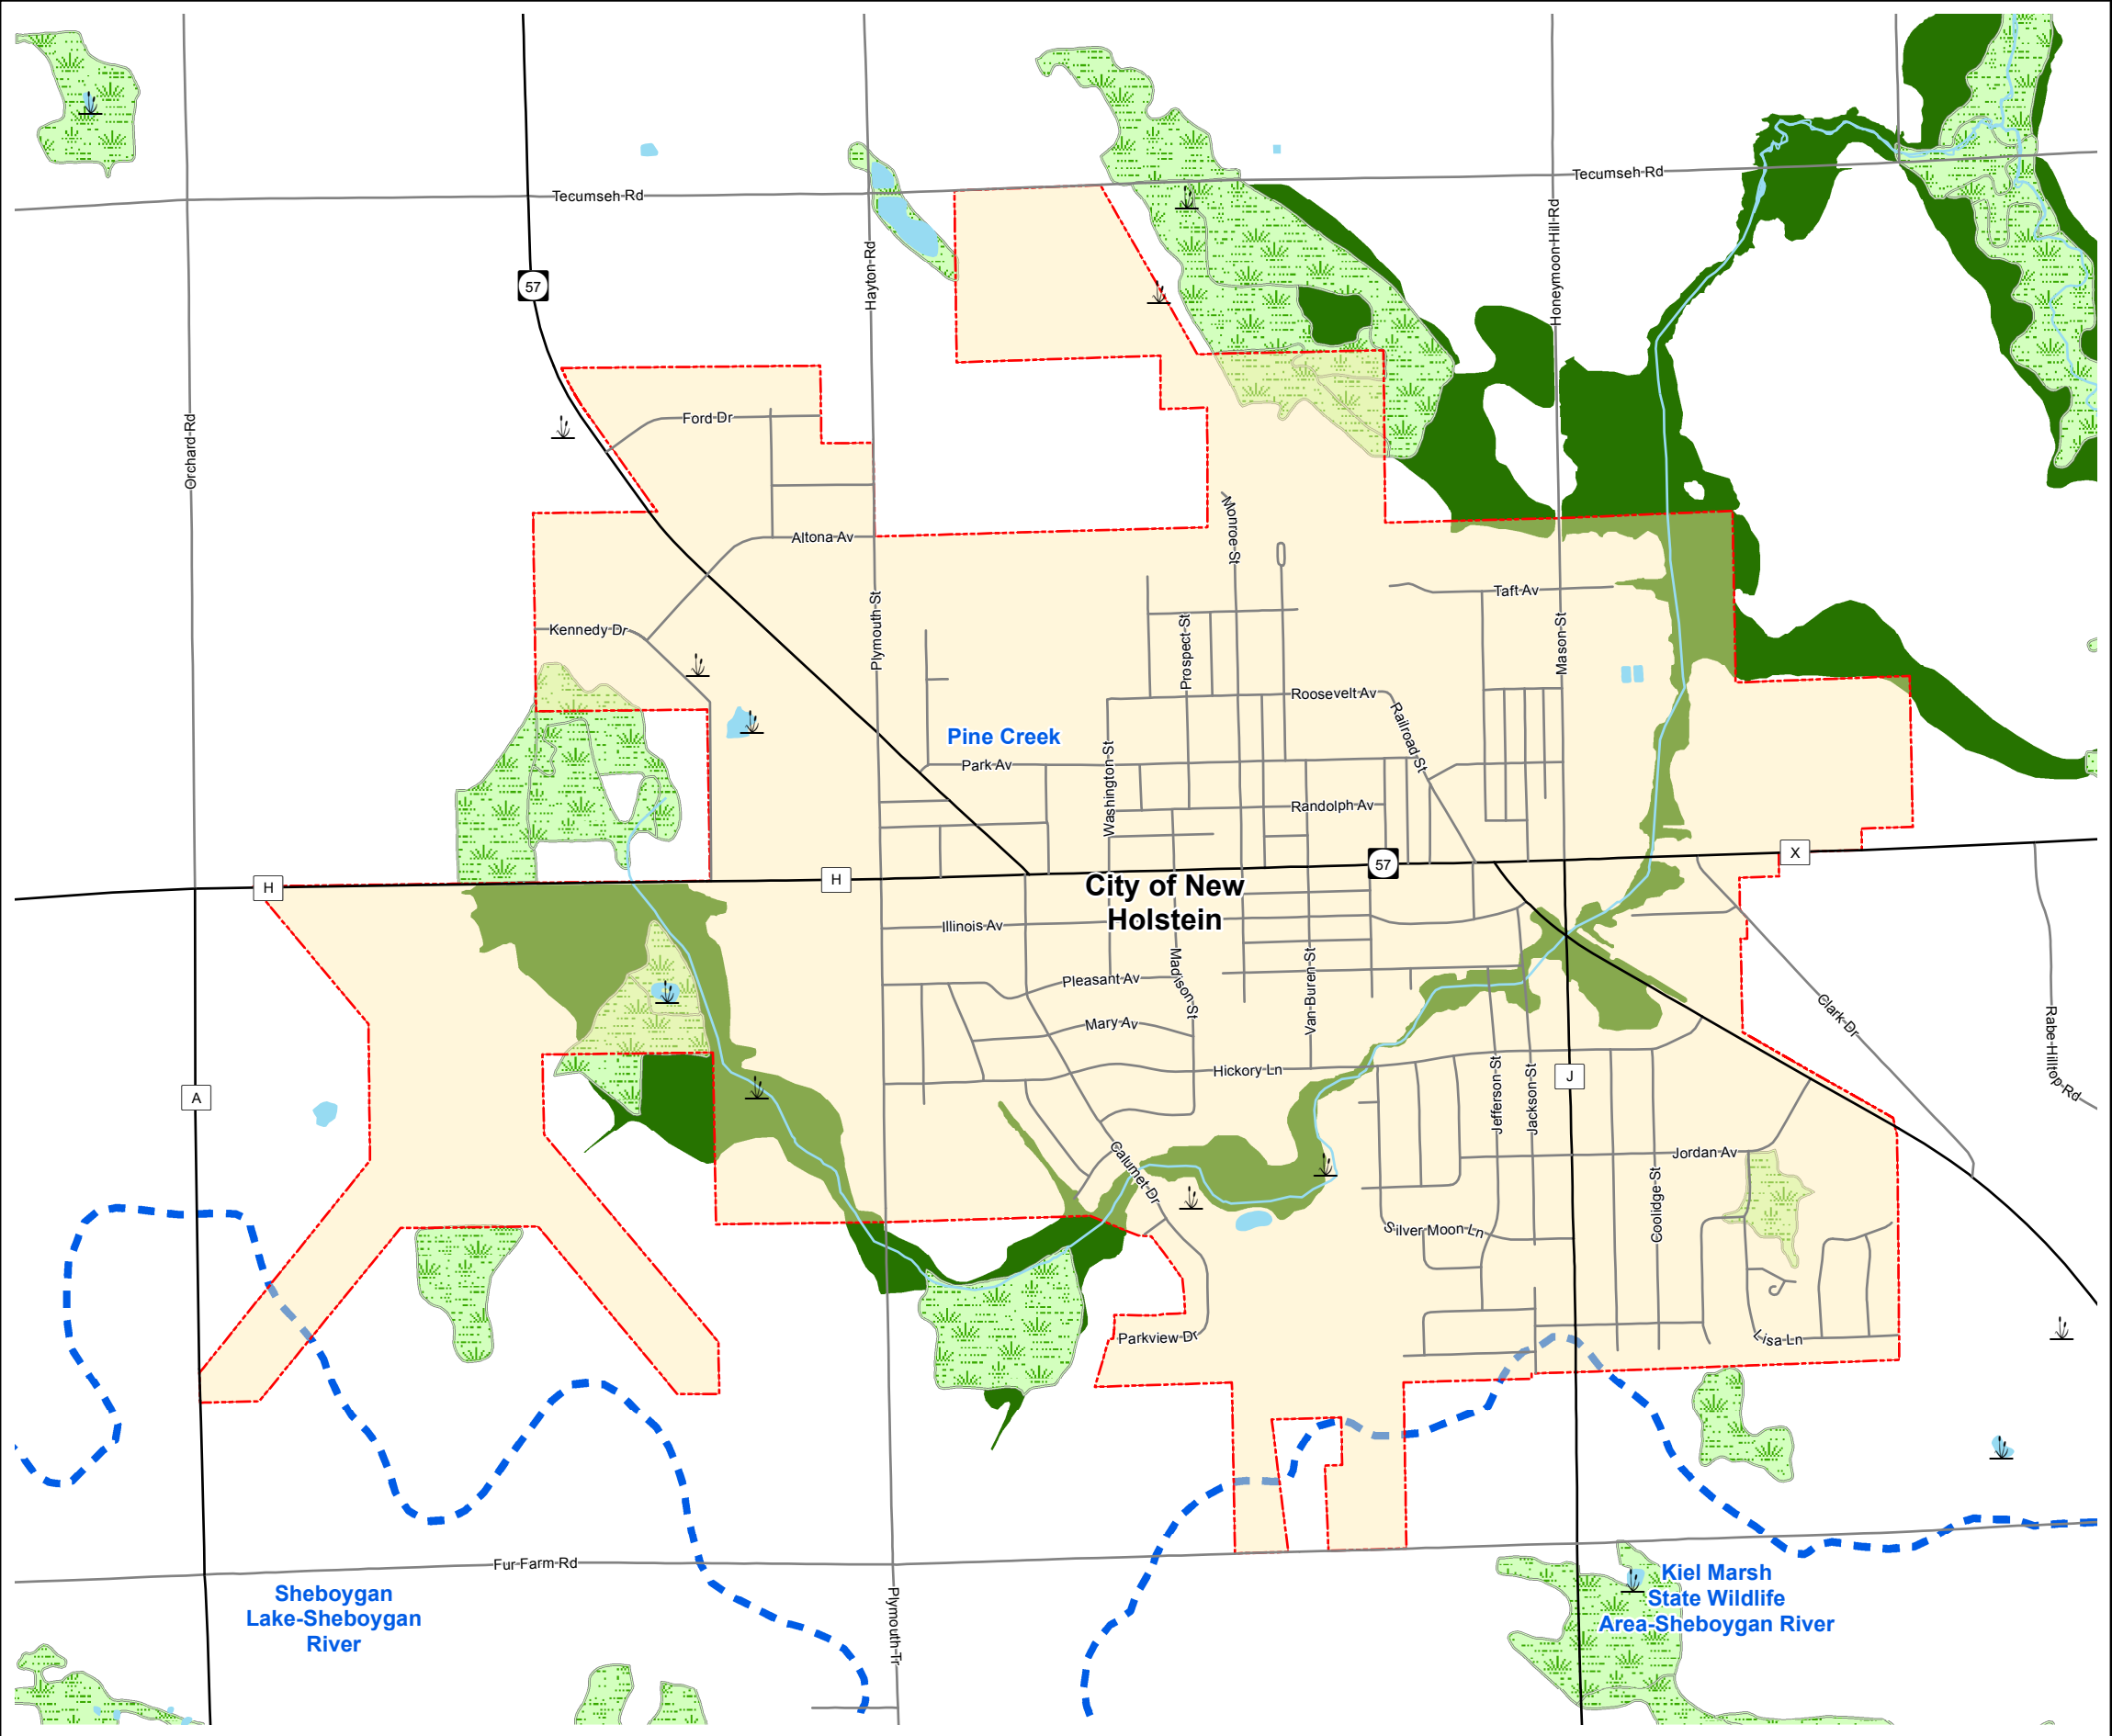 Tecumseh Rd
Tecumseh Rd
57
Hayton Rd
Honeymoon Hill Rd
Orchard Rd
Ford Dr
Monroe St
Altona Av
Taft Av
Plymouth St
Kennedy Dr
Prospect St
Mason St
Roosevelt Av
Railroad St
Pine Creek
Park Av
Washington St
Randolph Av
X
57
H
H
City of New
Holstein
Illinois Av
Pleasant Av
Madison St
Van Buren St
Clark Dr
Mary Av
Rabe Hilltop Rd
Hickory Ln
Jefferson St
Jackson St
J
A
Calumet Dr
Jordan Av
Coolidge St
Silver Moon Ln
Parkview Dr
Lisa Ln
Fur Farm Rd
Plymouth Tr
Sheboygan
Lake-Sheboygan
River
Kiel Marsh
State Wildlife
Area-Sheboygan River